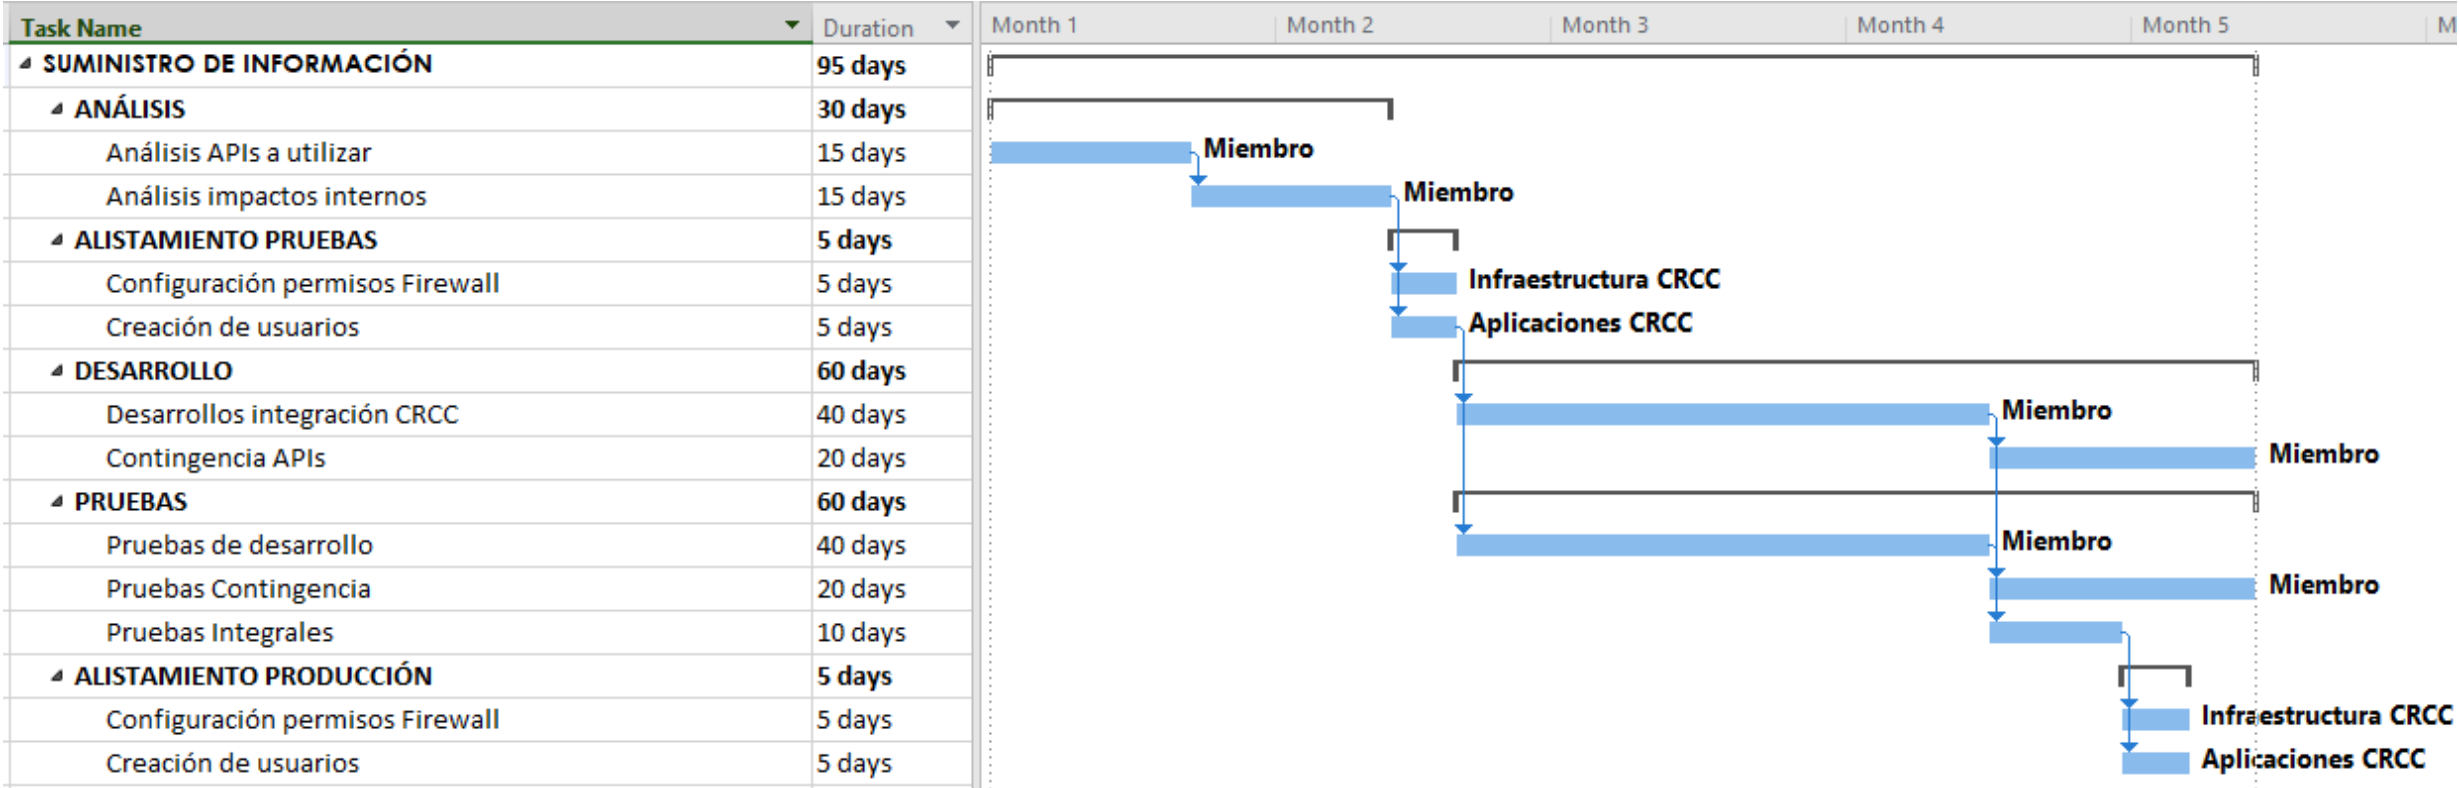 Task Name Duration Month 1 Month 2 Month 3 Month 4 Month 5 M
SUMINISTRO DE INFORMACIÓN 95 days
ANÁLISIS 30 days
Análisis APIs a utilizar 15 days Miembro
Análisis impactos internos 15 days Miembro
ALISTAMIENTO PRUEBAS 5 days
Configuración permisos Firewall 5 days Infraestructura CRCC
Creación de usuarios 5 days Aplicaciones CRCC
DESARROLLO 60 days
Desarrollos integración CRCC 40 days Miembro
Contingencia APIs 20 days Miembro
PRUEBAS 60 days
Pruebas de desarrollo 40 days Miembro
Pruebas Contingencia 20 days Miembro
Pruebas Integrales 10 days
ALISTAMIENTO PRODUCCIÓN 5 days
Configuración permisos Firewall 5 days Infraestructura CRCC
Creación de usuarios 5 days Aplicaciones CRCC